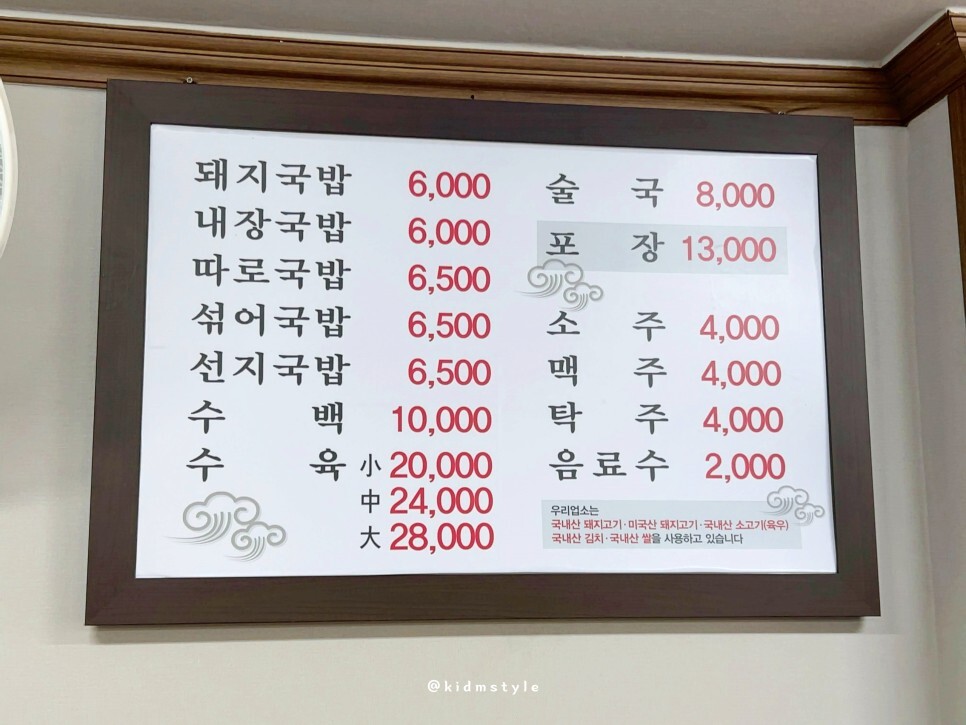 돼지국밥 6,000
내장국밥 6,000
따로국밥 6,500
섞어국밥 6,500
선지국밥 6,500
수 백 10,000
수 육 小 20,000
中 24,000
大 28,000
술 국 8,000
포 장 13,000
소 주 4,000
맥 주 4,000
탁 주 4,000
음료수 2,000
우리업소는
국내산 돼지고기·미국산 돼지고기·국내산 소고기(육우)
국내산 김치·국내산 쌀을 사용하고 있습니다
@kidmstyle